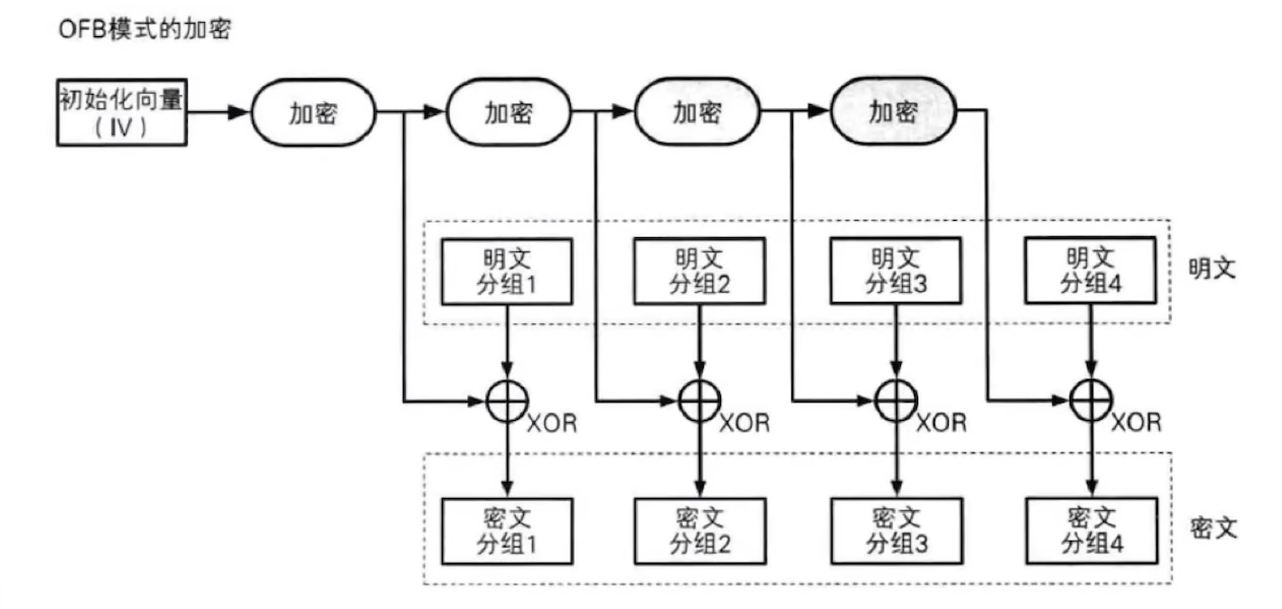 OFB模式的加密
初始化向量
（IV）
加密
加密
加密
加密
明文
分组1
明文
分组2
明文
分组3
明文
分组4
明文
XOR
XOR
XOR
XOR
密文
分组1
密文
分组2
密文
分组3
密文
分组4
密文